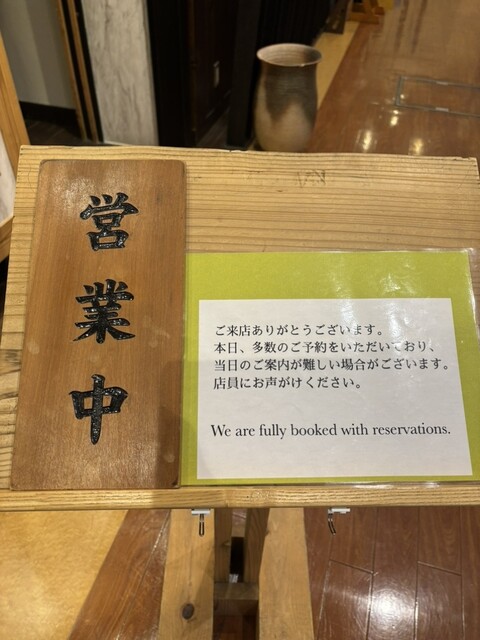 営業中
ご来店ありがとうございます。
本日、多数のご予約をいただいており、
当日のご案内が難しい場合がございます。
店員にお声がけください。
We are fully booked with reservations.